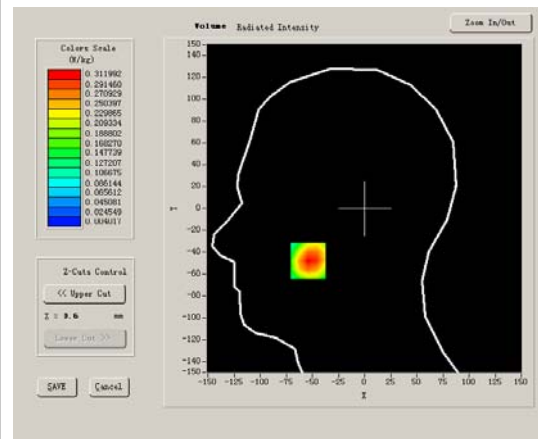 Volume Radiated Intensity
Zoom In/Out
Colors Scale
(W/kg)
0.311992
0.291460
0.270929
0.250397
0.229865
0.209334
0.188802
0.168270
0.147739
0.127207
0.106675
0.086144
0.065612
0.045081
0.024549
0.004017
Z-Cuts Control
<< Upper Cut
Z = 3.6 mm
Lower Cut >>
SAVE
Cancel
150
140
120
100
80
60
40
20
0
-20
-40
-60
-80
-100
-120
-140
-150
Y
-150 -125 -100 -75 -50 -25 0 25 50 75 100 125 150
X